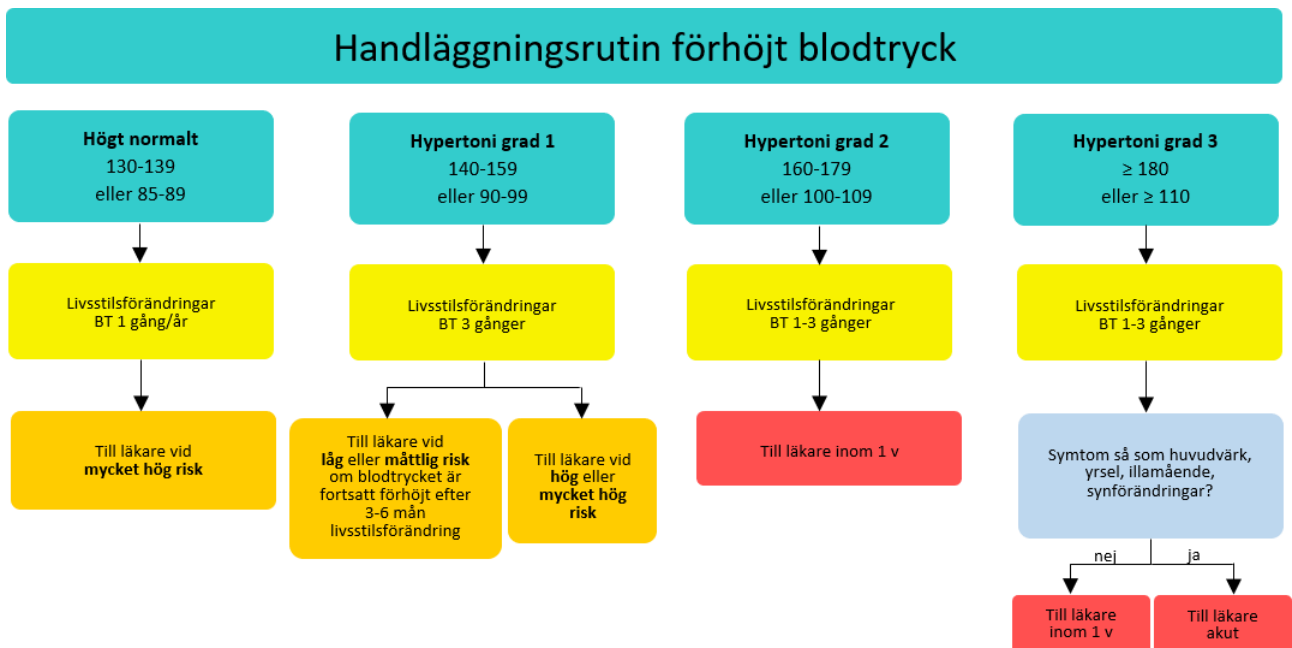 Handläggningsrutin förhöjt blodtryck
Högt normalt
130-139
eller 85-89
Hypertoni grad 1
140-159
eller 90-99
Hypertoni grad 2
160-179
eller 100-109
Hypertoni grad 3
≥ 180
eller ≥ 110
Livsstilsförändringar
BT 1 gång/år
Livsstilsförändringar
BT 3 gånger
Livsstilsförändringar
BT 1-3 gånger
Livsstilsförändringar
BT 1-3 gånger
Till läkare vid
mycket hög risk
Till läkare vid
låg eller måttlig risk
om blodtrycket är
fortsatt förhöjt efter
3-6 mån
livsstilsförändring
Till läkare vid
hög eller
mycket hög
risk
Till läkare inom 1 v
Symtom så som huvudvärk,
yrsel, illamående,
synförändringar?
nej
ja
Till läkare
inom 1 v
Till läkare
akut